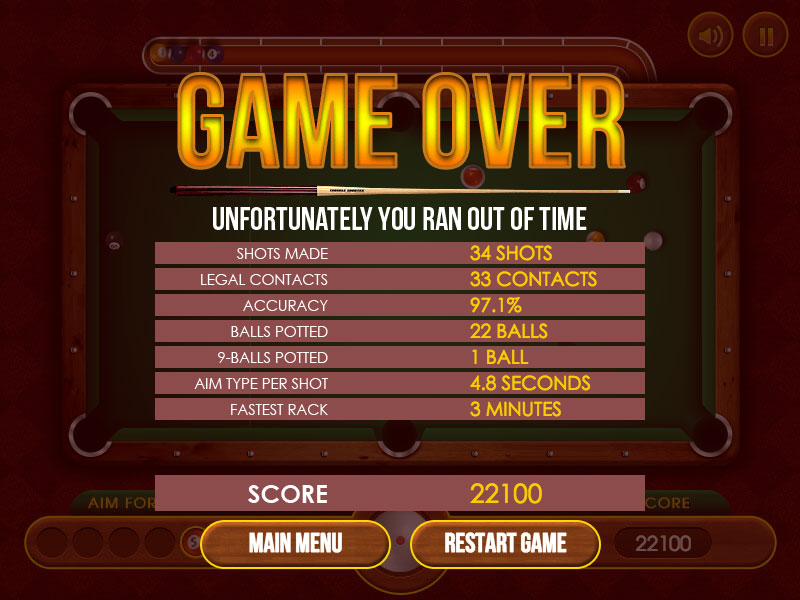 GAME OVER
UNFORTUNATELY YOU RAN OUT OF TIME
SHOTS MADE 34 SHOTS
LEGAL CONTACTS 33 CONTACTS
ACCURACY 97.1%
BALLS POTTED 22 BALLS
9-BALLS POTTED 1 BALL
AIM TYPE PER SHOT 4.8 SECONDS
FASTEST RACK 3 MINUTES
SCORE 22100
AIM FOR
MAIN MENU RESTART GAME 22100